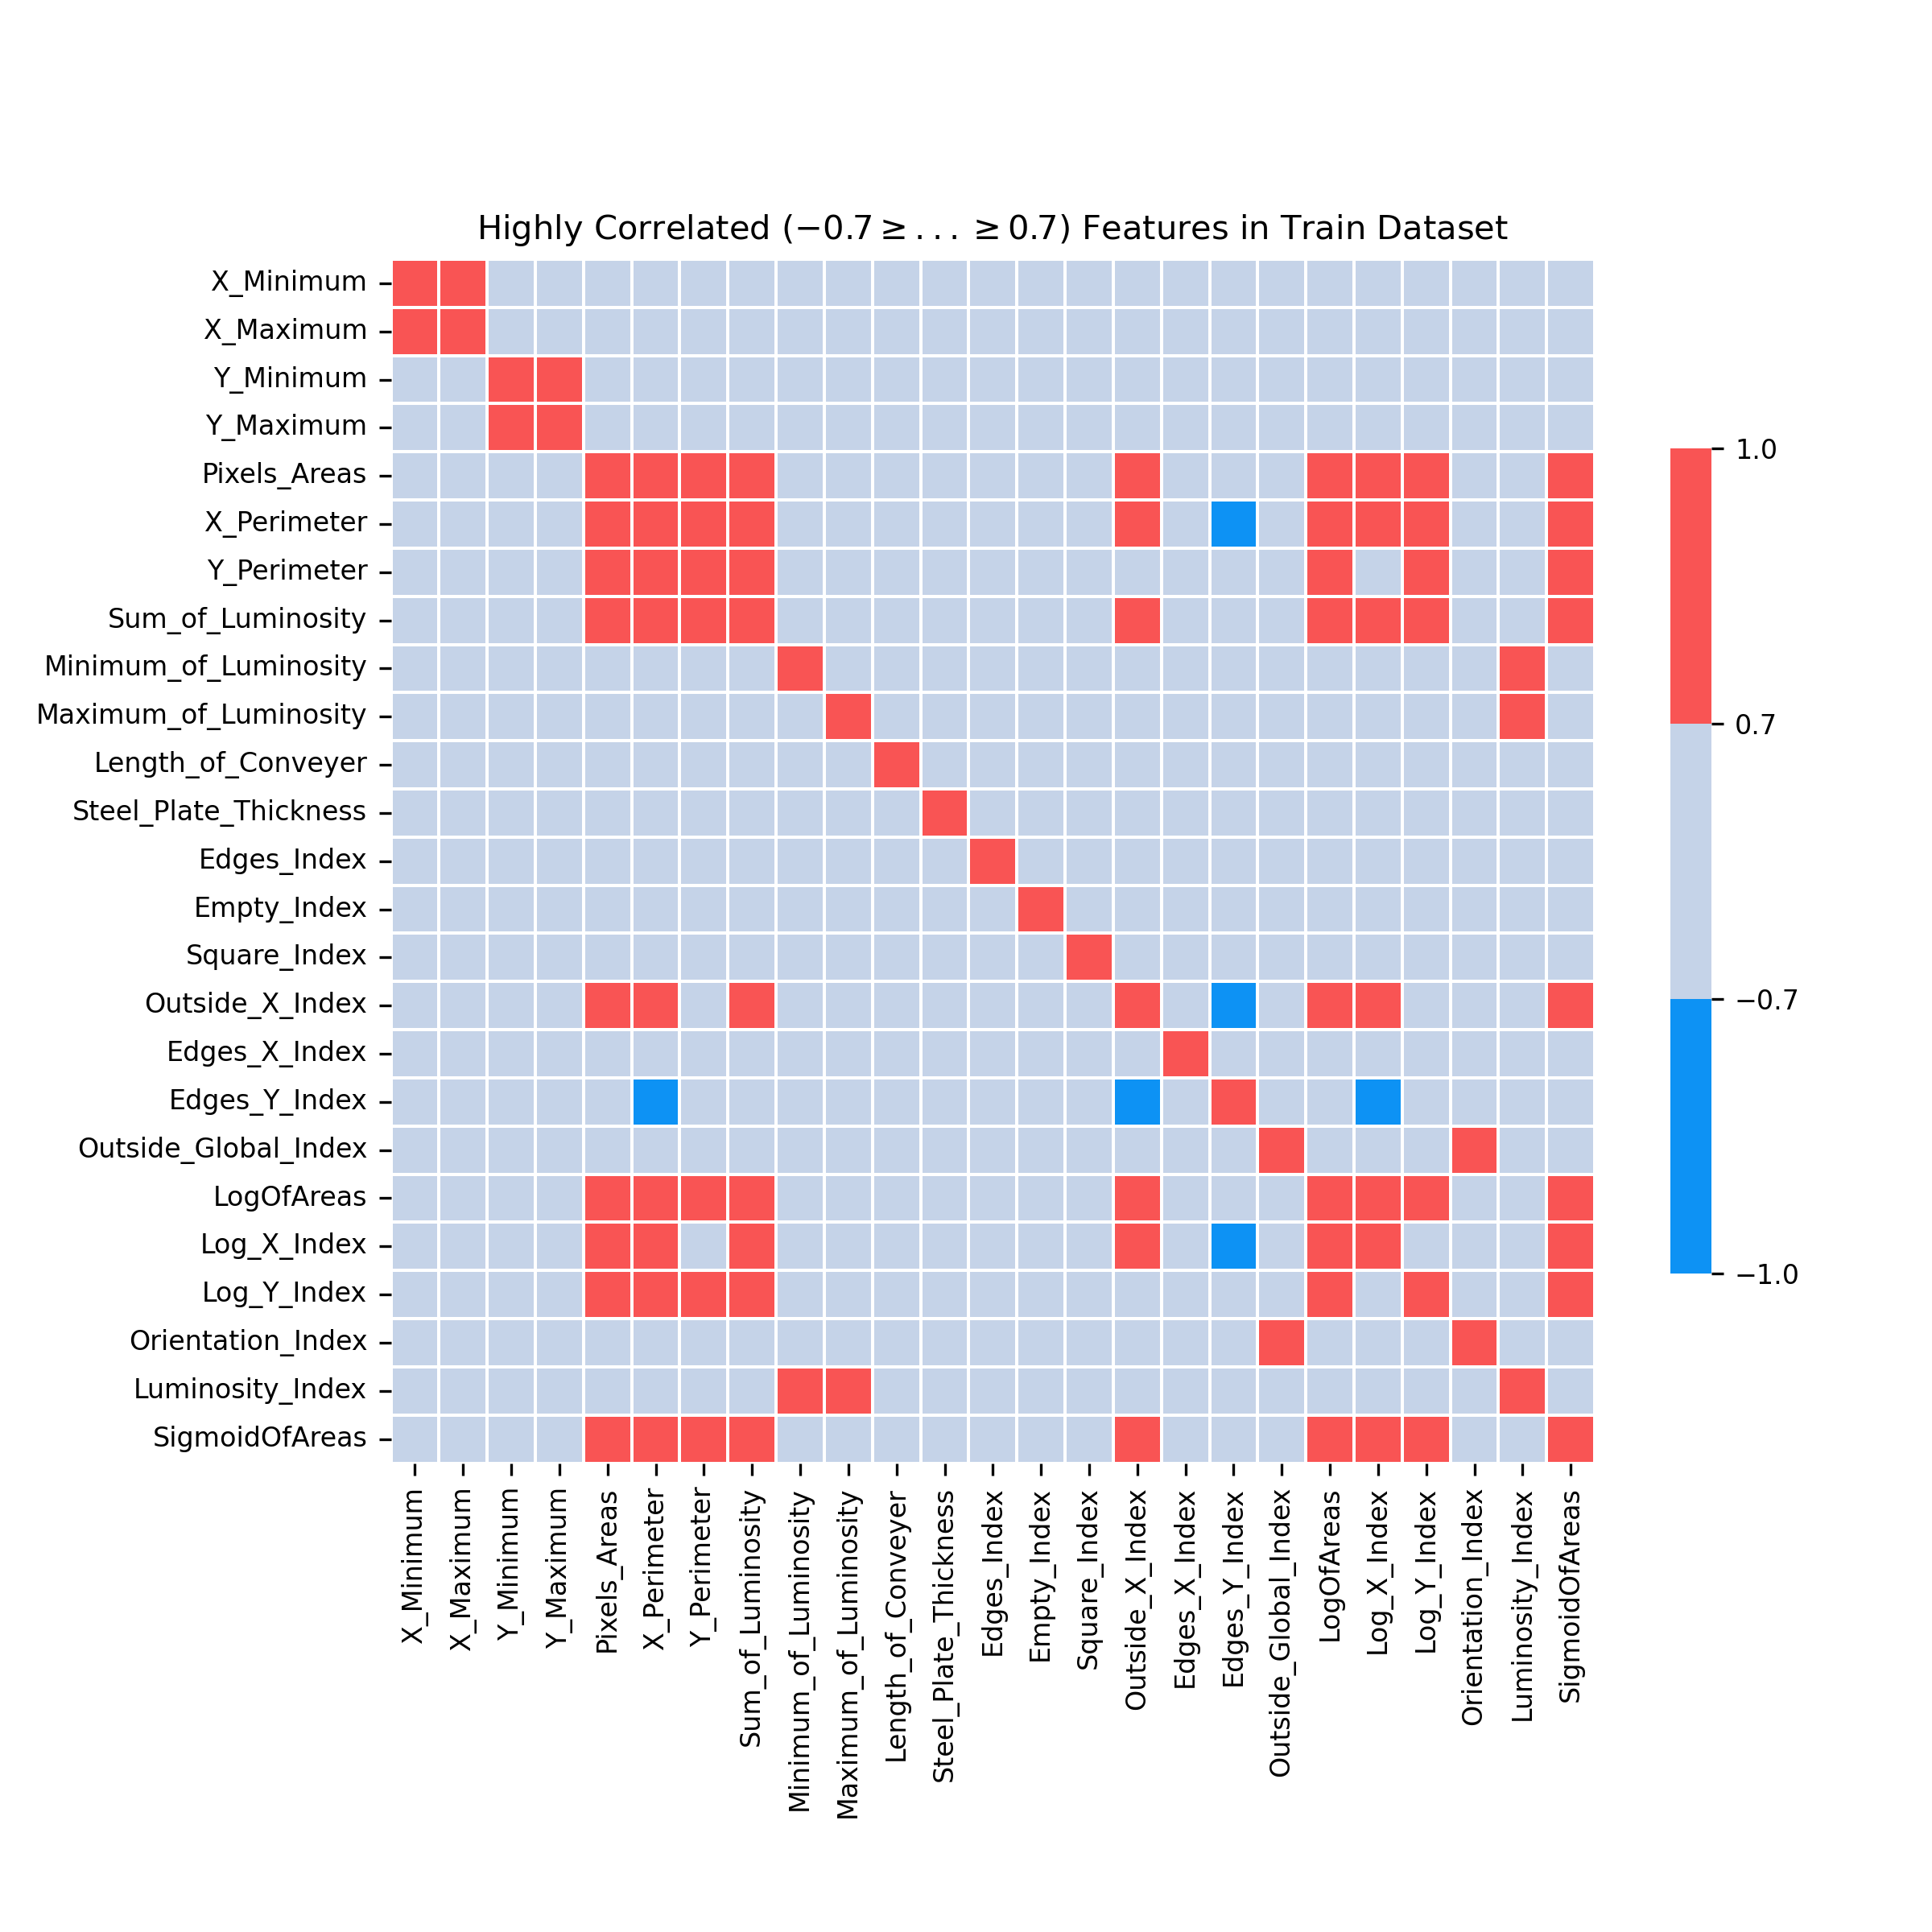 Highly Correlated (−0.7 ≥ . . . ≥ 0.7) Features in Train Dataset
X_Minimum
X_Maximum
Y_Minimum
Y_Maximum
Pixels_Areas
X_Perimeter
Y_Perimeter
Sum_of_Luminosity
Minimum_of_Luminosity
Maximum_of_Luminosity
Length_of_Conveyer
Steel_Plate_Thickness
Edges_Index
Empty_Index
Square_Index
Outside_X_Index
Edges_X_Index
Edges_Y_Index
Outside_Global_Index
LogOfAreas
Log_X_Index
Log_Y_Index
Orientation_Index
Luminosity_Index
SigmoidOfAreas
X_Minimum
X_Maximum
Y_Minimum
Y_Maximum
Pixels_Areas
X_Perimeter
Y_Perimeter
Sum_of_Luminosity
Minimum_of_Luminosity
Maximum_of_Luminosity
Length_of_Conveyer
Steel_Plate_Thickness
Edges_Index
Empty_Index
Square_Index
Outside_X_Index
Edges_X_Index
Edges_Y_Index
Outside_Global_Index
LogOfAreas
Log_X_Index
Log_Y_Index
Orientation_Index
Luminosity_Index
SigmoidOfAreas
1.0
0.7
−0.7
−1.0